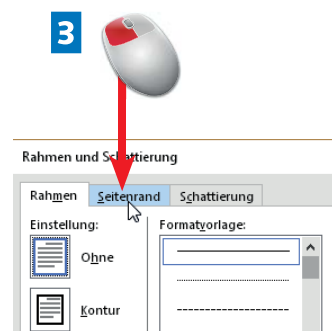 3
Rahmen und Schattierung
Rahmen Seitenrand Schattierung
Einstellung: Formatvorlage:
Ohne
Kontur